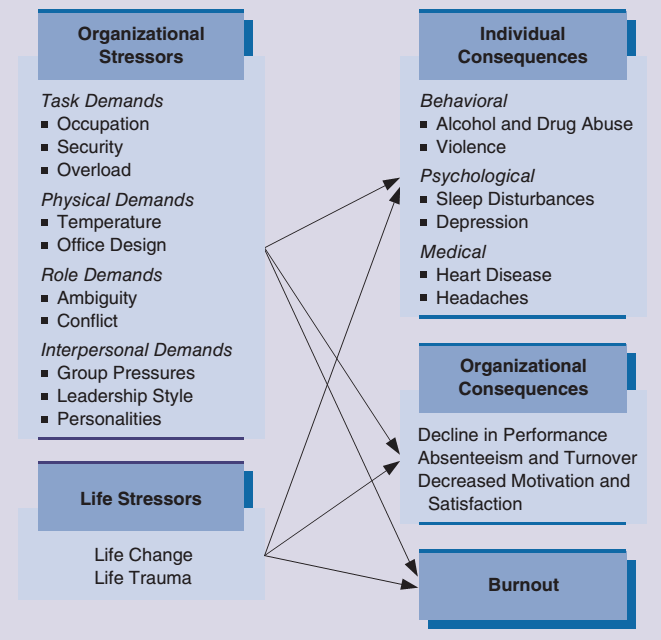 Organizational
Stressors
Task Demands
■ Occupation
■ Security
■ Overload
Physical Demands
■ Temperature
■ Office Design
Role Demands
■ Ambiguity
■ Conflict
Interpersonal Demands
■ Group Pressures
■ Leadership Style
■ Personalities
Life Stressors
Life Change
Life Trauma
Individual
Consequences
Behavioral
■ Alcohol and Drug Abuse
■ Violence
Psychological
■ Sleep Disturbances
■ Depression
Medical
■ Heart Disease
■ Headaches
Organizational
Consequences
Decline in Performance
Absenteeism and Turnover
Decreased Motivation and
Satisfaction
Burnout